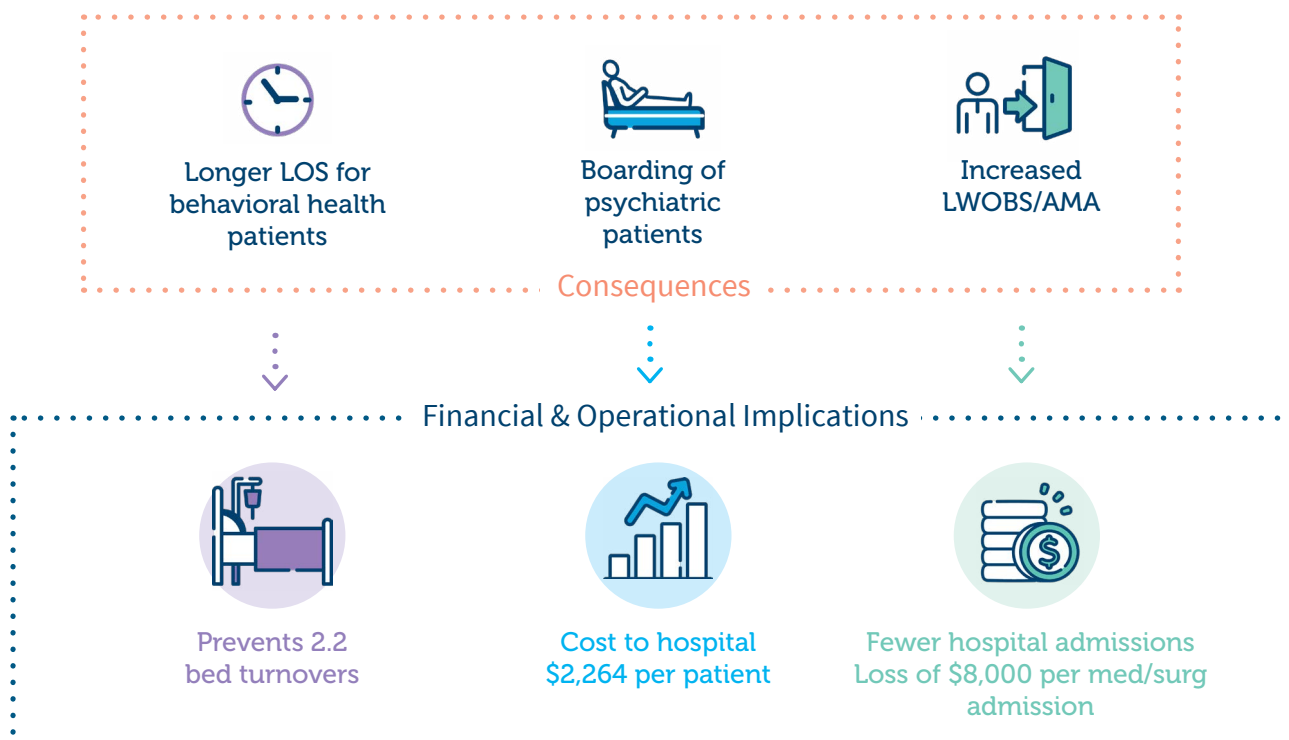 Longer LOS for
behavioral health
patients
Boarding of
psychiatric
patients
Increased
LWOBS/AMA
Consequences
Financial & Operational Implications
Prevents 2.2
bed turnovers
Cost to hospital
$2,264 per patient
Fewer hospital admissions
Loss of $8,000 per med/surg
admission